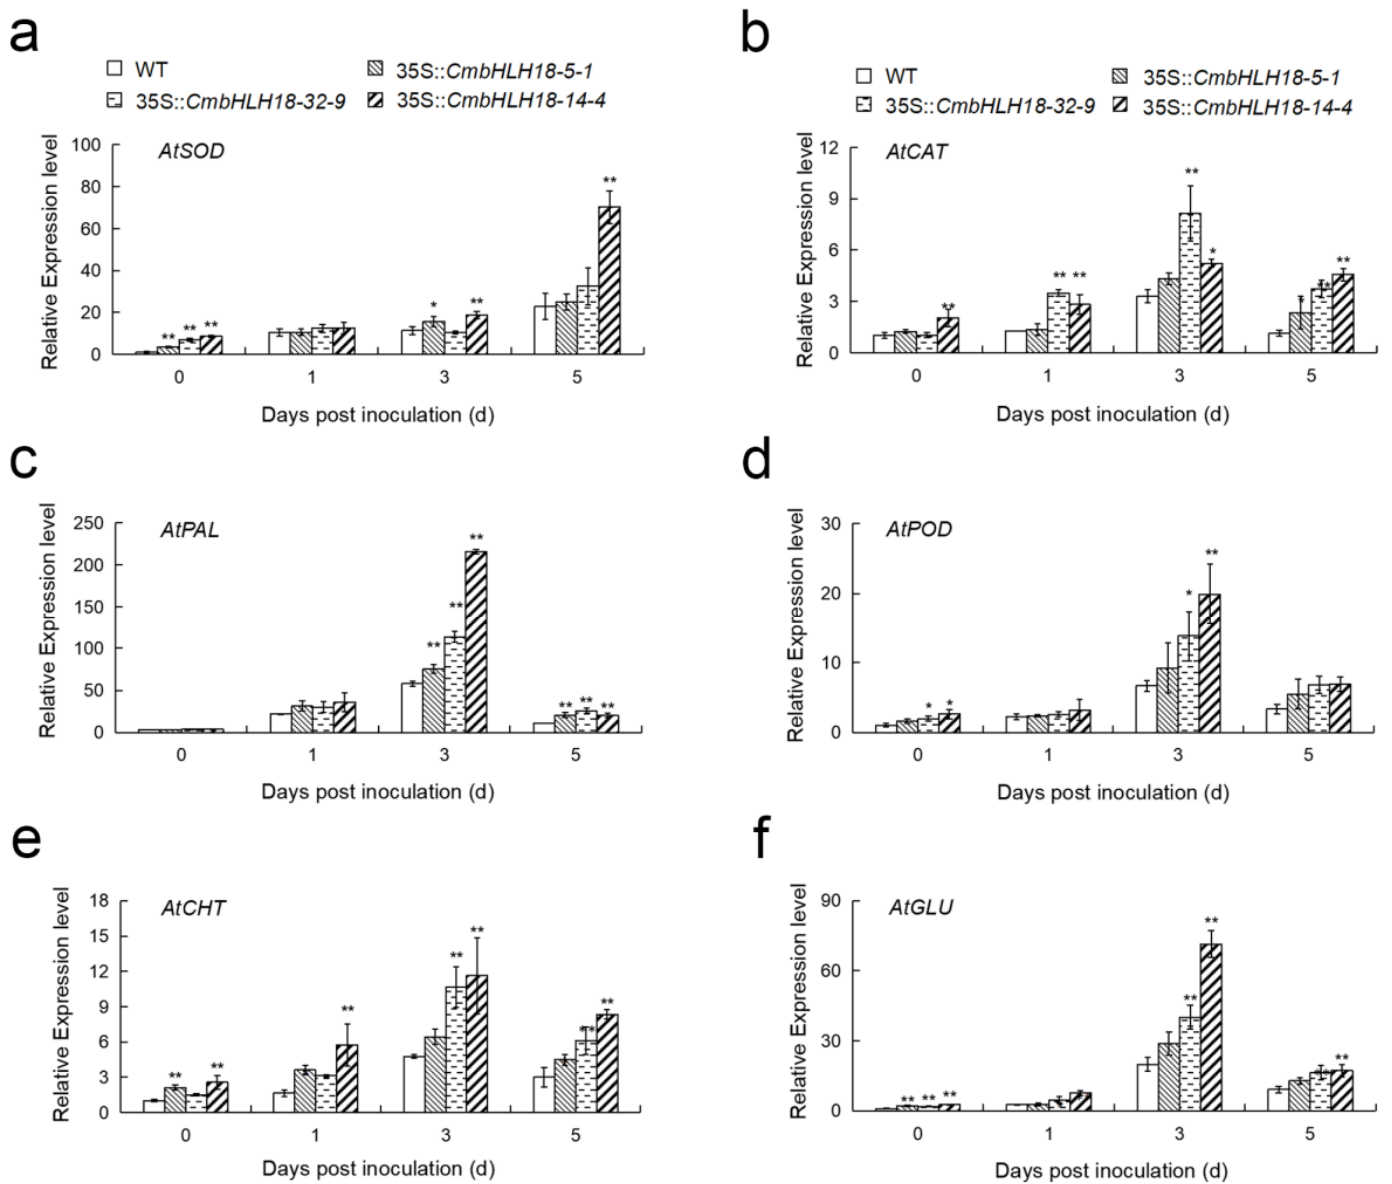 a
WT
35S::CmbHLH18-5-1
35S::CmbHLH18-32-9
35S::CmbHLH18-14-4
Relative Expression level
AtSOD
100
80
60
40
20
0
** ** **
* **
**
0 1 3 5
Days post inoculation (d)
b
WT
35S::CmbHLH18-5-1
35S::CmbHLH18-32-9
35S::CmbHLH18-14-4
Relative Expression level
AtCAT
12
9
6
3
0
**
** **
** *
* ** **
0 1 3 5
Days post inoculation (d)
c
Relative Expression level
AtPAL
250
200
150
100
50
0
** ** **
** ** **
0 1 3 5
Days post inoculation (d)
d
Relative Expression level
AtPOD
30
20
10
0
* *
* **
0 1 3 5
Days post inoculation (d)
e
Relative Expression level
AtCHT
18
15
12
9
6
3
0
** **
**
** **
** **
0 1 3 5
Days post inoculation (d)
f
Relative Expression level
AtGLU
90
60
30
0
** ** **
** **
**
0 1 3 5
Days post inoculation (d)